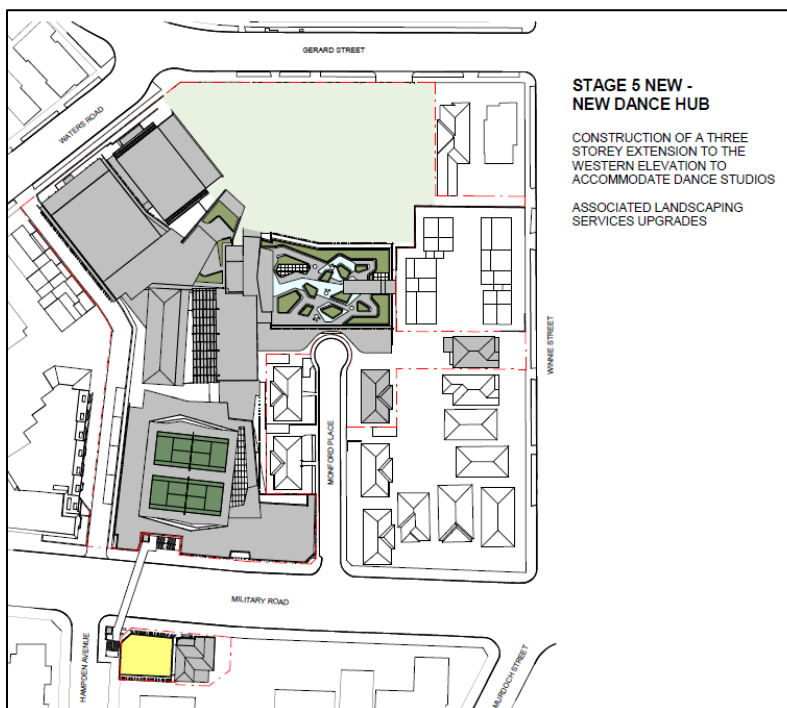 GERARD STREET
STAGE 5 NEW -
NEW DANCE HUB
WATERS ROAD
CONSTRUCTION OF A THREE
STOREY EXTENSION TO THE
WESTERN ELEVATION TO
ACCOMMODATE DANCE STUDIOS
ASSOCIATED LANDSCAPING
SERVICES UPGRADES
WINNIE STREET
MONFORD PLACE
MILITARY ROAD
HAMPDEN AVENUE
MURDOCH STREET